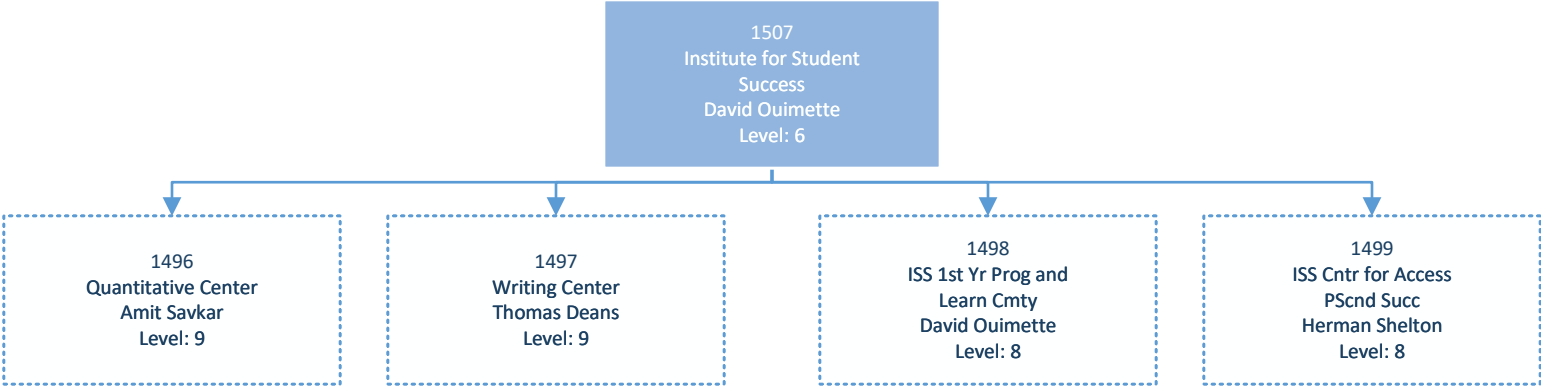 1507
Institute for Student
Success
David Ouimette
Level: 6
1496
Quantitative Center
Amit Savkar
Level: 9
1497
Writing Center
Thomas Deans
Level: 9
1498
ISS 1st Yr Prog and
Learn Cmty
David Ouimette
Level: 8
1499
ISS Cntr for Access
PScnd Succ
Herman Shelton
Level: 8